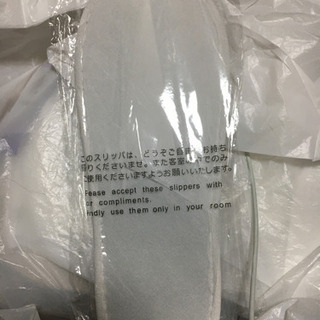 このスリッパは、どうぞご自由にお持ち
帰りくださいませ。また客室の中でのみ
ご使用くださいますようお願いいたします。
Please accept these slippers with
our compliments.
Kindly use them only in your room